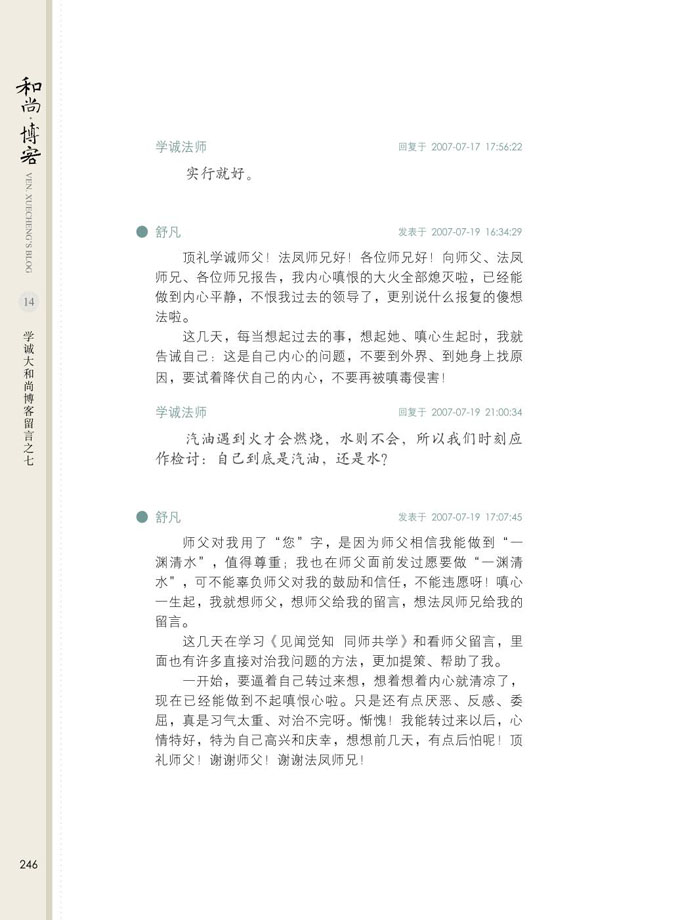 和尚·博客
VEN. XUECHENG'S BLOG
14
学诚大和尚博客留言之七
学诚法师 回复于 2007-07-17 17:56:22
实行就好。
舒凡 发表于 2007-07-19 16:34:29
顶礼学诚师父！法凤师兄好！各位师兄好！向师父、法凤
师兄、各位师兄报告，我内心嗔恨的大火全部熄灭啦，已经能
做到内心平静，不恨我过去的领导了，更别说什么报复的傻想
法啦。
这几天，每当想起过去的事，想起她、嗔心生起时，我就
告诫自己：这是自己内心的问题，不要到外界、到她身上找原
因，要试着降伏自己的内心，不要再被嗔毒侵害！
学诚法师 回复于 2007-07-19 21:00:34
汽油遇到火才会燃烧，水则不会，所以我们时刻应
作检讨：自己到底是汽油，还是水？
舒凡 发表于 2007-07-19 17:07:45
师父对我用了“您”字，是因为师父相信我能做到“一
渊清水”，值得尊重；我也在师父面前发过愿要做“一渊清
水”，可不能辜负师父对我的鼓励和信任，不能违愿呀！嗔心
一生起，我就想师父，想师父给我的留言，想法凤师兄给我的
留言。
这几天在学习《见闻觉知 同师共学》和看师父留言，里
面也有许多直接对治我问题的方法，更加提策、帮助了我。
一开始，要逼着自己转过来想，想着想着内心就清凉了，
现在已经能做到不起嗔恨心啦。只是还有点厌恶、反感、委
屈，真是习气太重、对治不完呀。惭愧！我能转过来以后，心
情特好，特为自己高兴和庆幸，想想前几天，有点后怕呢！顶
礼师父！谢谢师父！谢谢法凤师兄！
246